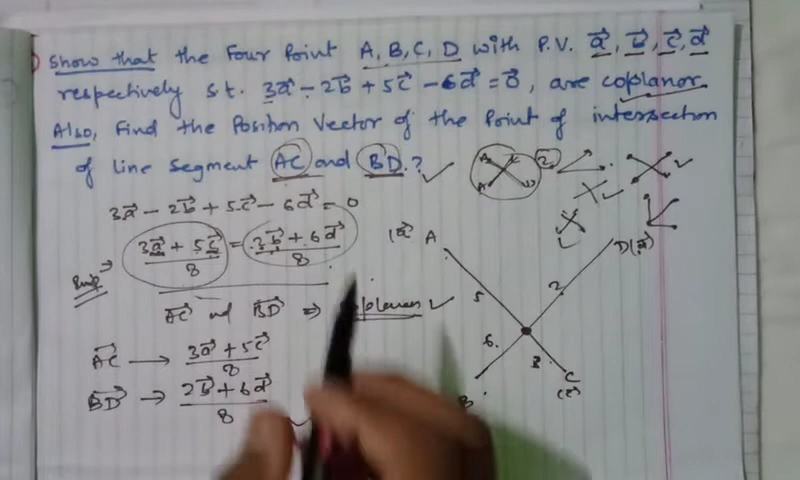 Show that the Four Point A, B, C, D with P.V. a⃗, b⃗, c⃗, d⃗
respectively s.t. 3a⃗ - 2b⃗ + 5c⃗ - 6d⃗ = 0⃗, are coplanar.
Also, Find the Position Vector of the Point of intersection
of line segment AC and BD.?
3a⃗ - 2b⃗ + 5c⃗ - 6d⃗ = 0
(3a⃗ + 5c⃗)/8 = (2b⃗ + 6d⃗)/8
AC⃗ and BD⃗ ⇒
AC⃗ → (3a⃗ + 5c⃗)/8
BD⃗ → (2b⃗ + 6d⃗)/8
(a⃗ A
D(d⃗)
5
2
6.
3.
B
C
(c⃗)